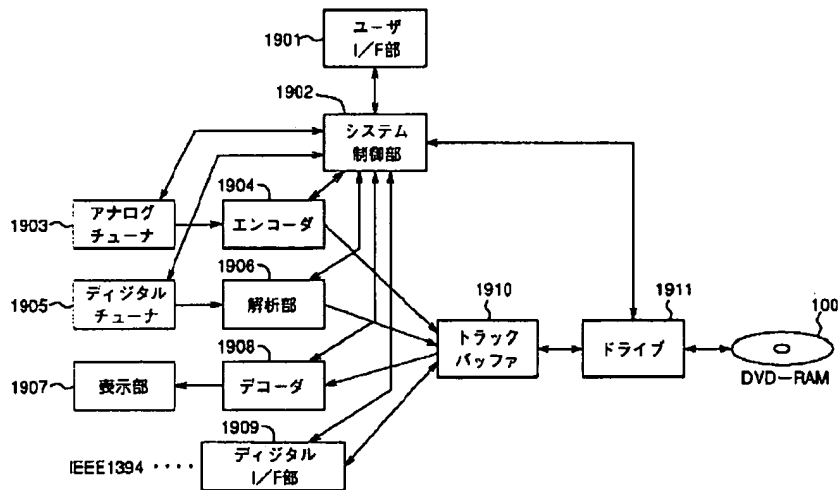 1901
ユーザ
I/F部
1902
システム
制御部
1903
アナログ
チューナ
1904
エンコーダ
1905
ディジタル
チューナ
1906
解析部
1907
表示部
1908
デコーダ
1909
ディジタル
I/F部
IEEE1394 ‥‥
1910
トラック
バッファ
1911
ドライブ
100
DVD-RAM